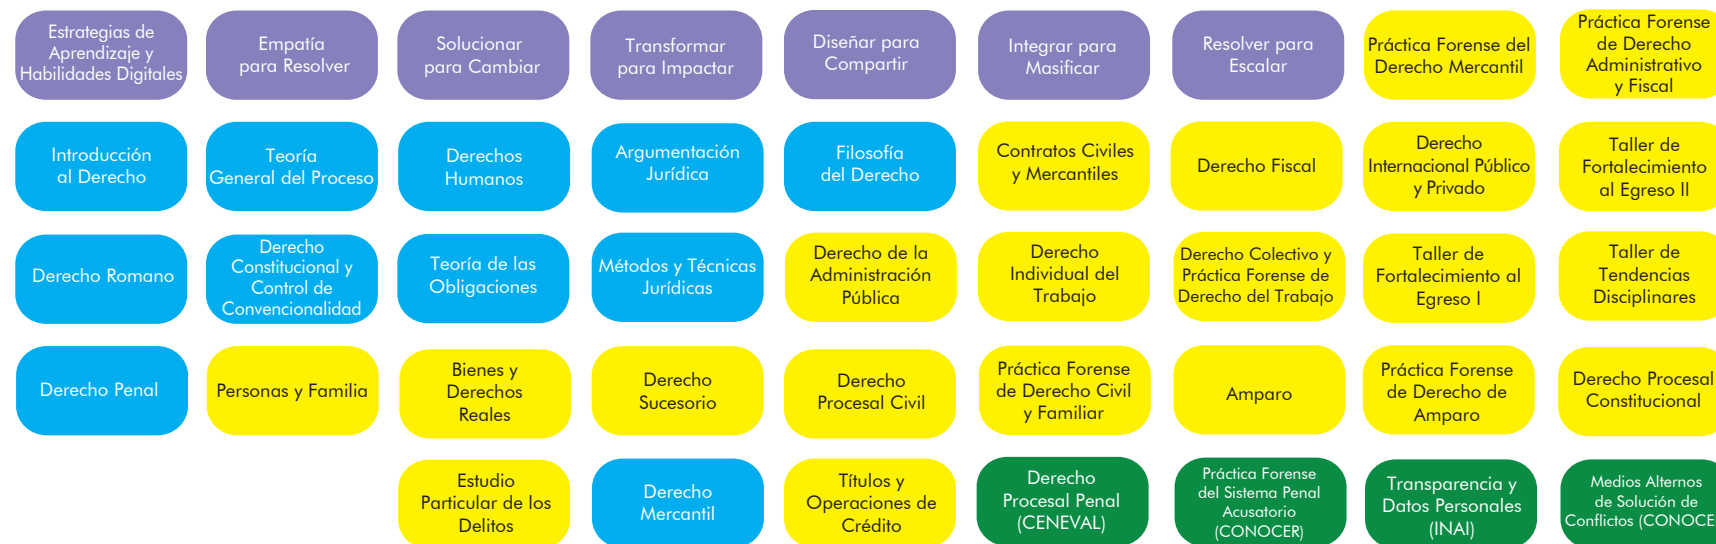 Estrategias de
Aprendizaje y
Habilidades Digitales
Empatía
para Resolver
Solucionar
para Cambiar
Transformar
para Impactar
Diseñar para
Compartir
Integrar para
Masificar
Resolver para
Escalar
Práctica Forense del
Derecho Mercantil
Práctica Forense
de Derecho
Administrativo
y Fiscal
Introducción
al Derecho
Teoría
General del Proceso
Derechos
Humanos
Argumentación
Jurídica
Filosofía
del Derecho
Contratos Civiles
y Mercantiles
Derecho Fiscal
Derecho
Internacional Público
y Privado
Taller de
Fortalecimiento
al Egreso II
Derecho Romano
Derecho
Constitucional y
Control de
Convencionalidad
Teoría de las
Obligaciones
Métodos y Técnicas
Jurídicas
Derecho de la
Administración
Pública
Derecho
Individual del
Trabajo
Derecho Colectivo y
Práctica Forense de
Derecho del Trabajo
Taller de
Fortalecimiento al
Egreso I
Taller de
Tendencias
Disciplinares
Derecho Penal
Personas y Familia
Bienes y
Derechos
Reales
Derecho
Sucesorio
Derecho
Procesal Civil
Práctica Forense
de Derecho Civil
y Familiar
Amparo
Práctica Forense
de Derecho de
Amparo
Derecho Procesal
Constitucional
Estudio
Particular de los
Delitos
Derecho
Mercantil
Títulos y
Operaciones de
Crédito
Derecho
Procesal Penal
(CENEVAL)
Práctica Forense
del Sistema Penal
Acusatorio
(CONOCER)
Transparencia y
Datos Personales
(INAI)
Medios Alternos
de Solución de
Conflictos (CONOCE